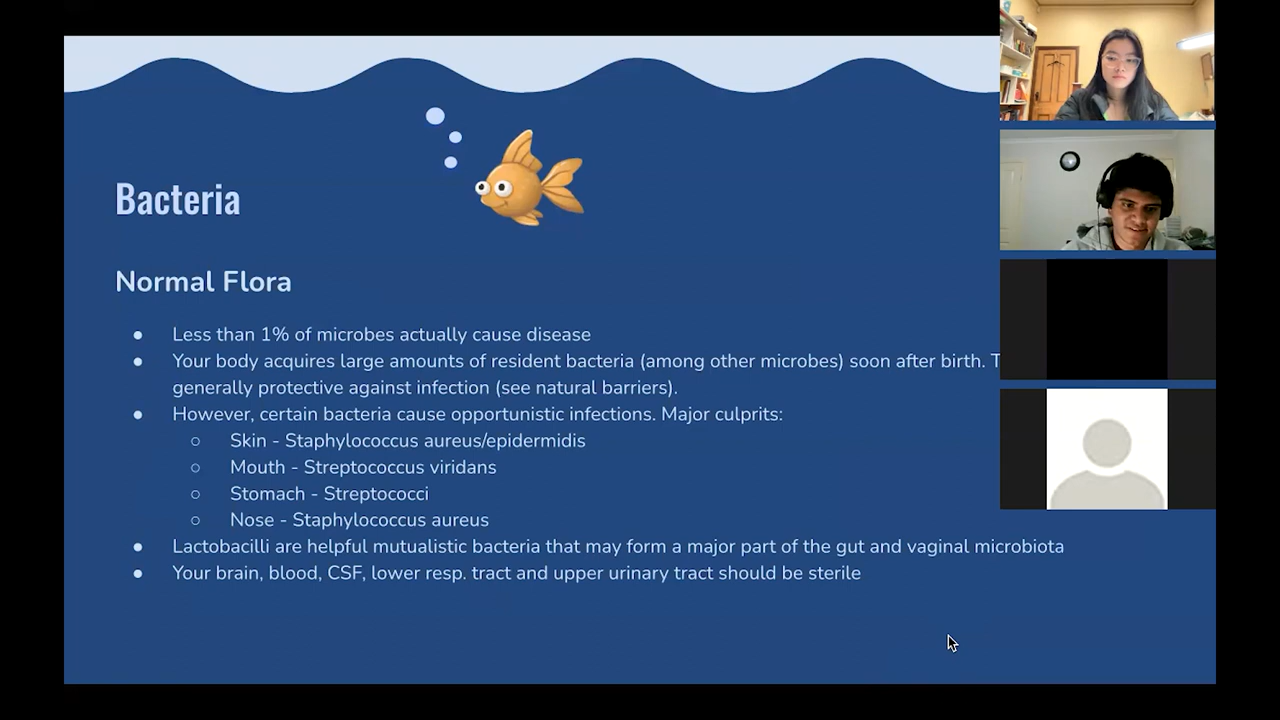 Bacteria
Normal Flora
● Less than 1% of microbes actually cause disease
● Your body acquires large amounts of resident bacteria (among other microbes) soon after birth.
generally protective against infection (see natural barriers).
● However, certain bacteria cause opportunistic infections. Major culprits:
○ Skin - Staphylococcus aureus/epidermidis
○ Mouth - Streptococcus viridans
○ Stomach - Streptococci
○ Nose - Staphylococcus aureus
● Lactobacilli are helpful mutualistic bacteria that may form a major part of the gut and vaginal microbiota
● Your brain, blood, CSF, lower resp. tract and upper urinary tract should be sterile